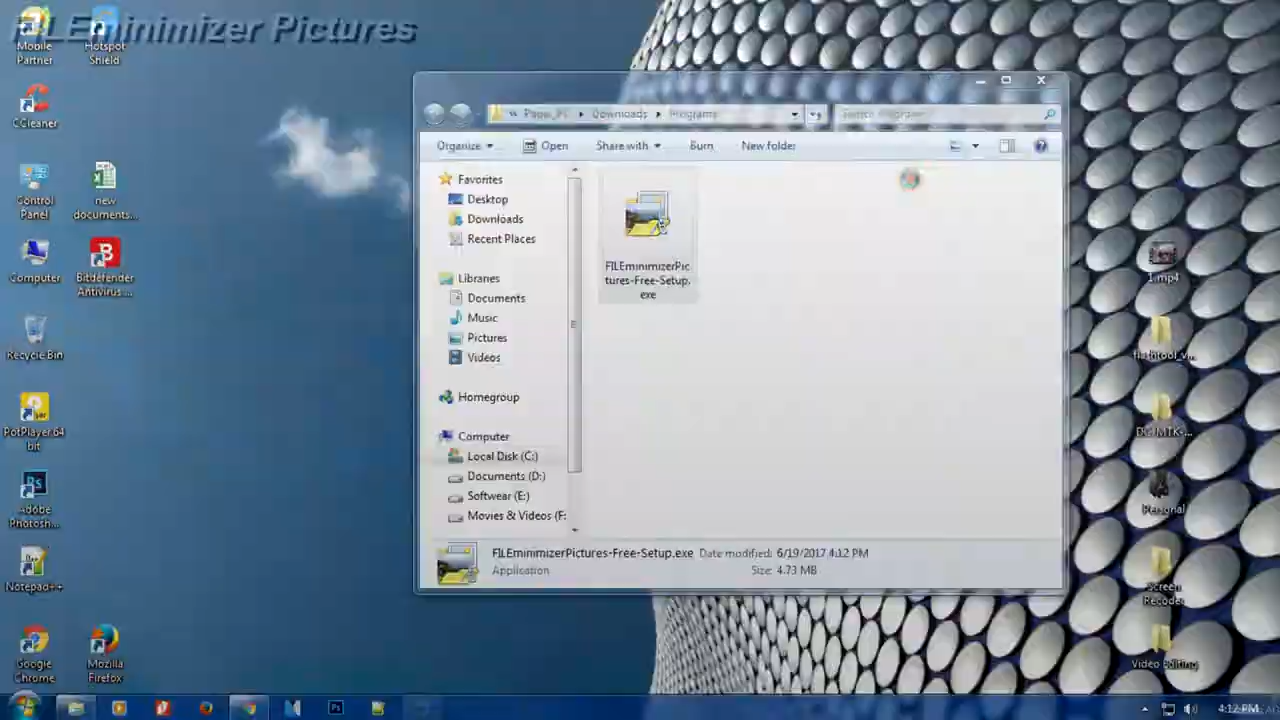 FILEminimizer Pictures
Mobile
Partner
Hotspot
Shield
CCleaner
Control
Panel
new
documents...
Computer
Bitdefender
Antivirus ...
Recycle Bin
PotPlayer 64
bit
Adobe
Photosh...
Notepad++
Google
Chrome
Mozilla
Firefox
Downloads
Programs
Organize
Open
Share with
Burn
New folder
Favorites
Desktop
Downloads
Recent Places
Libraries
Documents
Music
Pictures
Videos
Homegroup
Computer
Local Disk (C:)
Documents (D:)
Softwear (E:)
Movies & Videos (F:
FILEminimizerPic
tures-Free-Setup.
exe
FILEminimizerPictures-Free-Setup.exe Date modified: 6/19/2017 4:12 PM
Application
Size: 4.73 MB
1.mp4
flashtool_v...
Personal
Screen
Recoder
Video Editing
4:12 PM